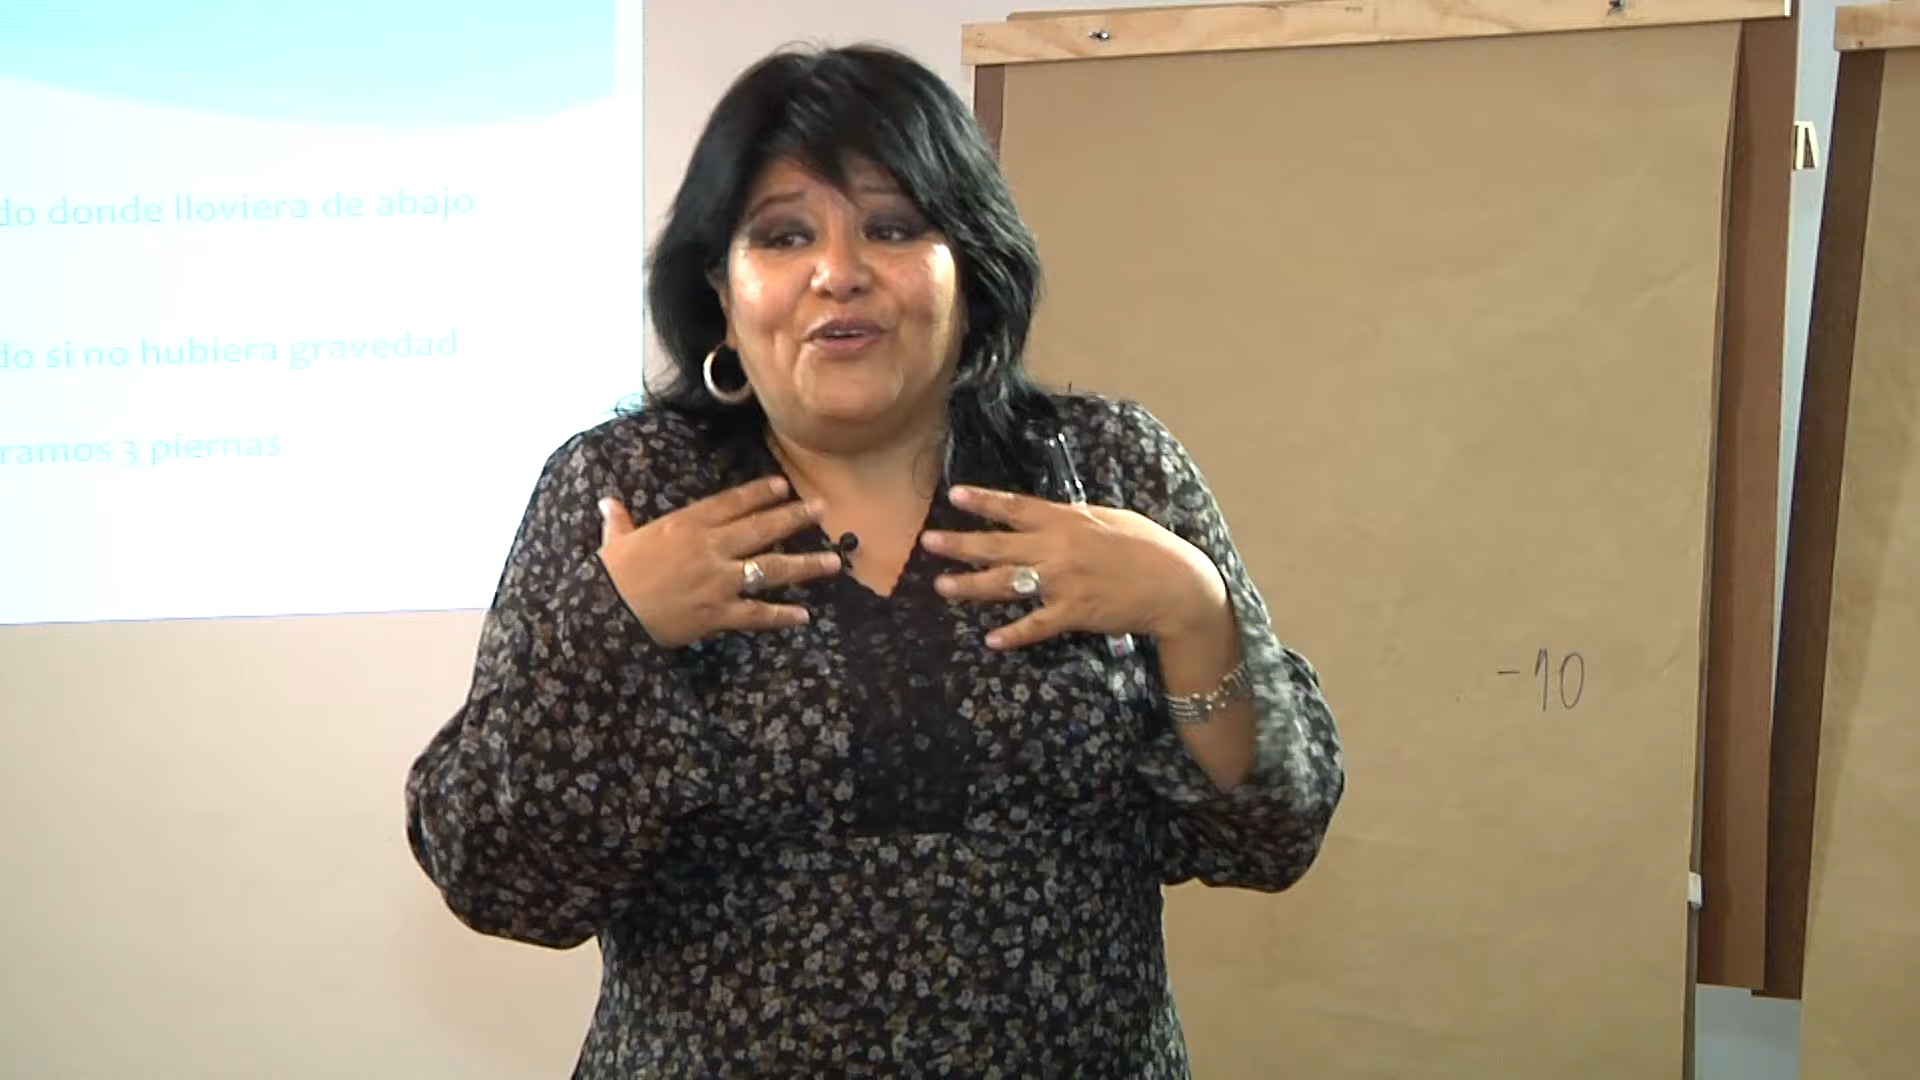 do donde lloviera de abajo
do si no hubiera gravedad
ramos 3 piernas
-10